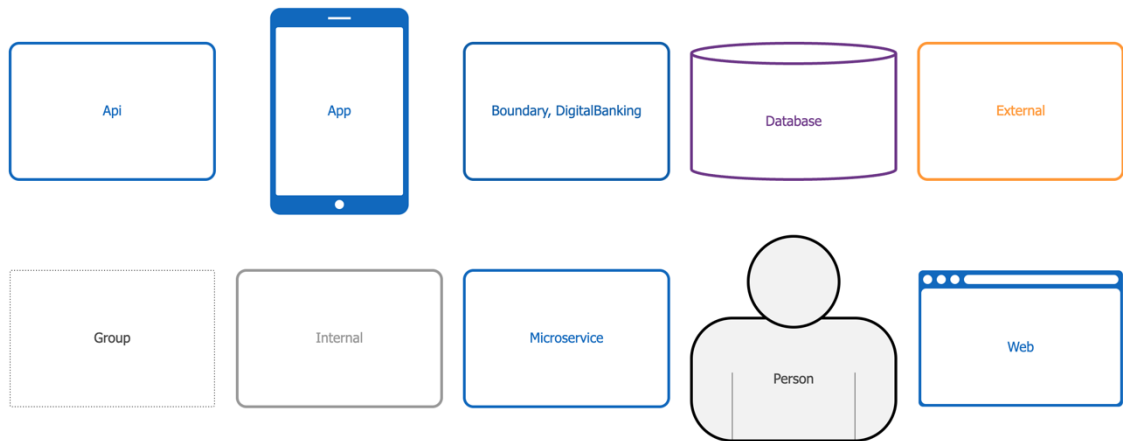 Api
App
Boundary, DigitalBanking
Database
External
Group
Internal
Microservice
Person
Web